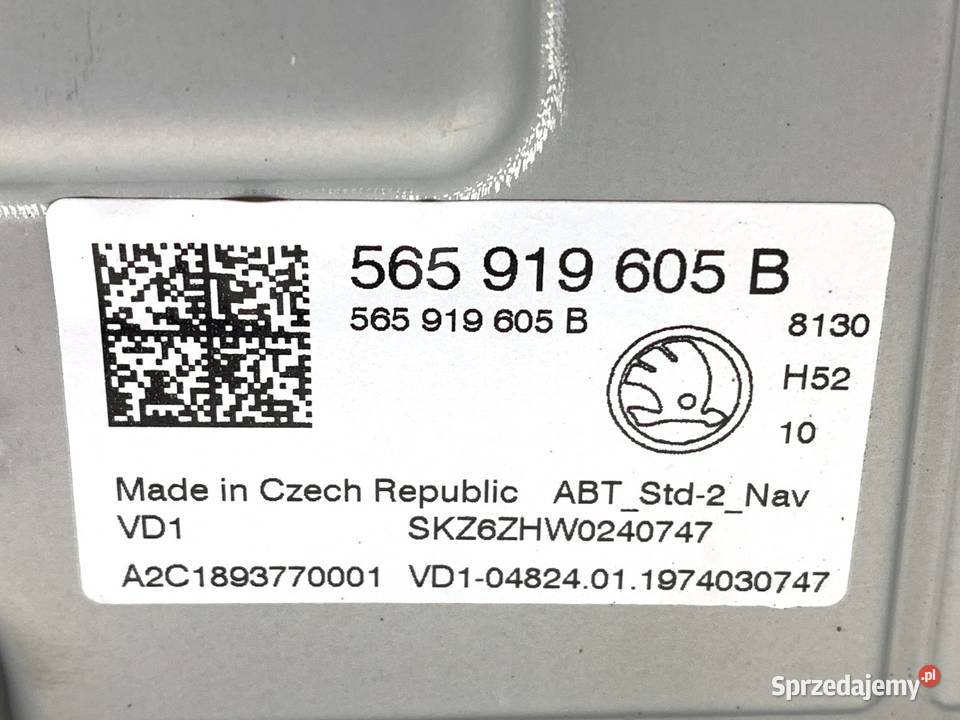 565 919 605 B
565 919 605 B
8130
H52
10
Made in Czech Republic ABT_Std-2_Nav
VD1 SKZ6ZHW0240747
A2C1893770001 VD1-04824.01.1974030747
Sprzedajemy.pl